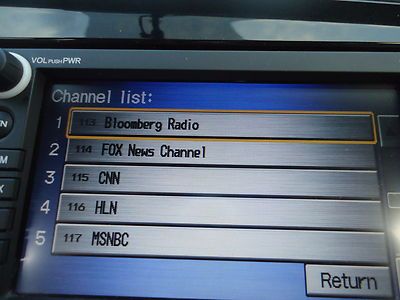 VOL PUSH PWR
Channel list:
1 113 Bloomberg Radio
2 114 FOX News Channel
3 115 CNN
4 116 HLN
5 117 MSNBC
Return